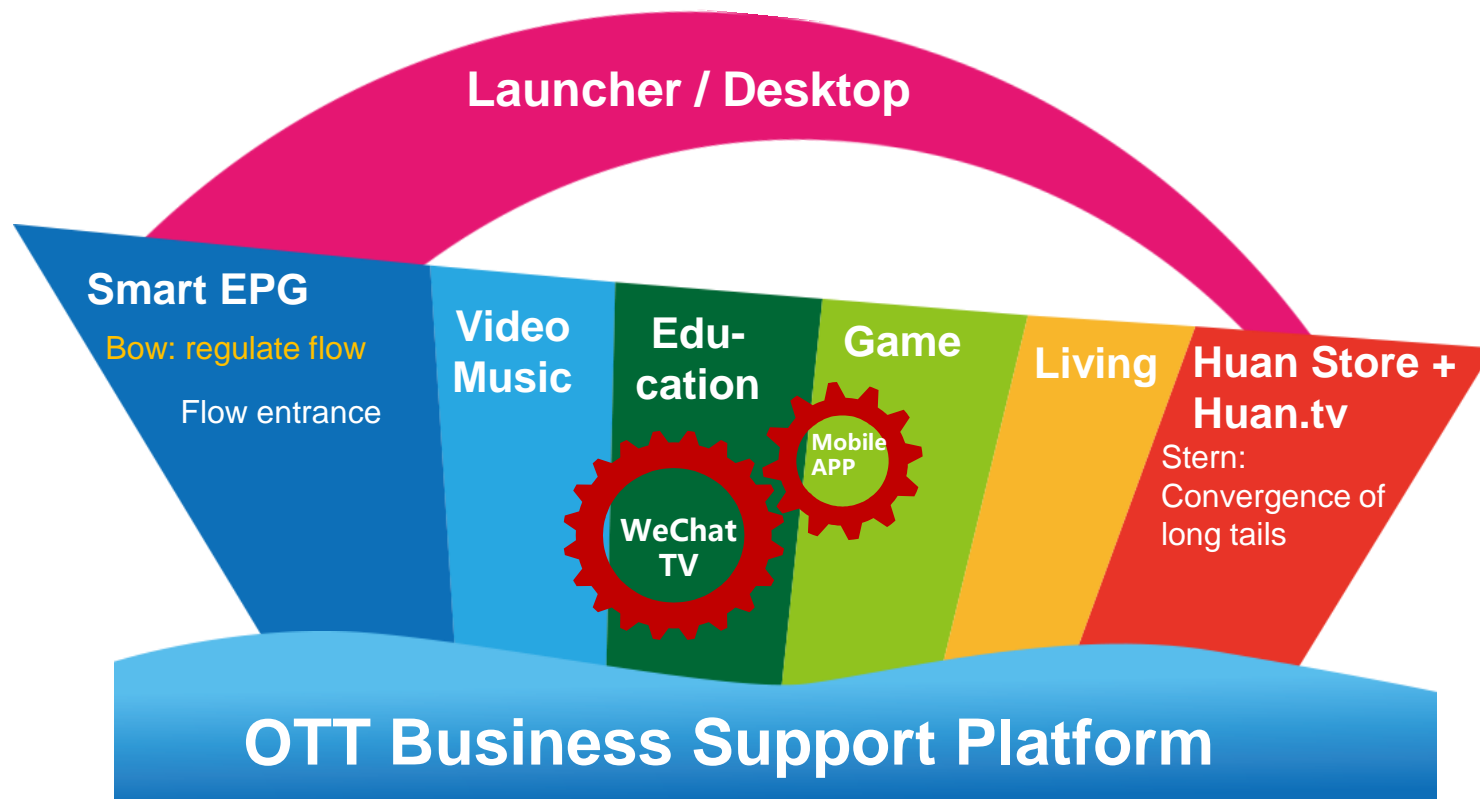 Launcher / Desktop
Smart EPG
Bow: regulate flow
Flow entrance
Video
Music
Edu-
cation
Game
Living
Huan Store +
Huan.tv
Stern:
Convergence of
long tails
Mobile
APP
WeChat
TV
OTT Business Support Platform